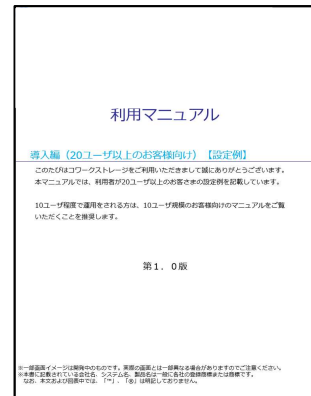 利用マニュアル
導入編（20ユーザ以上のお客様向け）【設定例】
このたびはコワークストレージをご利用いただきまして誠にありがとうございます。
本マニュアルでは、利用者が20ユーザ以上のお客さまの設定例を記載しています。
10ユーザ程度で運用をされる方は、10ユーザ規模のお客様向けのマニュアルをご覧
いただくことを推奨します。
第１．０版
※一部画面イメージは開発中のものです。実際の画面とは一部異なる場合がありますのでご注意ください。
※本書に記載されている会社名、システム名、製品名は一般に各社の登録商標または商標です。
なお、本文および図表中では、「™」、「®」は明記しておりません。